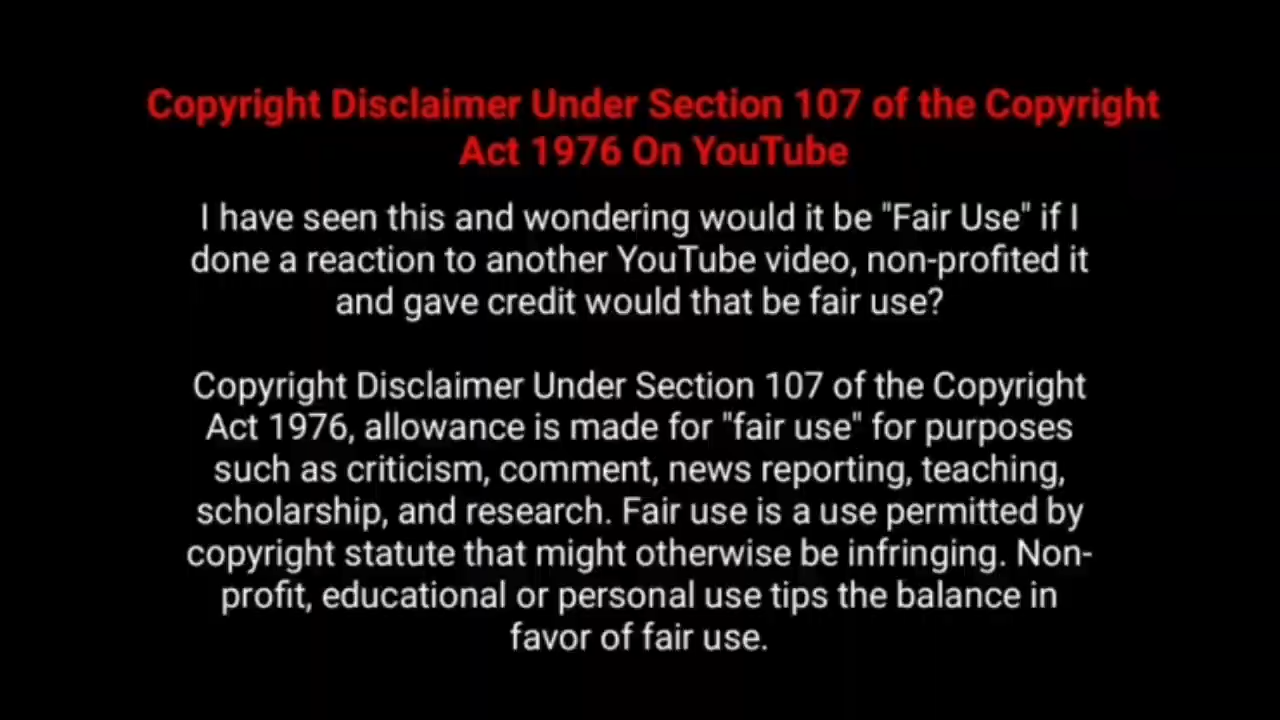 Copyright Disclaimer Under Section 107 of the Copyright
Act 1976 On YouTube
I have seen this and wondering would it be "Fair Use" if I
done a reaction to another YouTube video, non-profited it
and gave credit would that be fair use?
Copyright Disclaimer Under Section 107 of the Copyright
Act 1976, allowance is made for "fair use" for purposes
such as criticism, comment, news reporting, teaching,
scholarship, and research. Fair use is a use permitted by
copyright statute that might otherwise be infringing. Non-
profit, educational or personal use tips the balance in
favor of fair use.